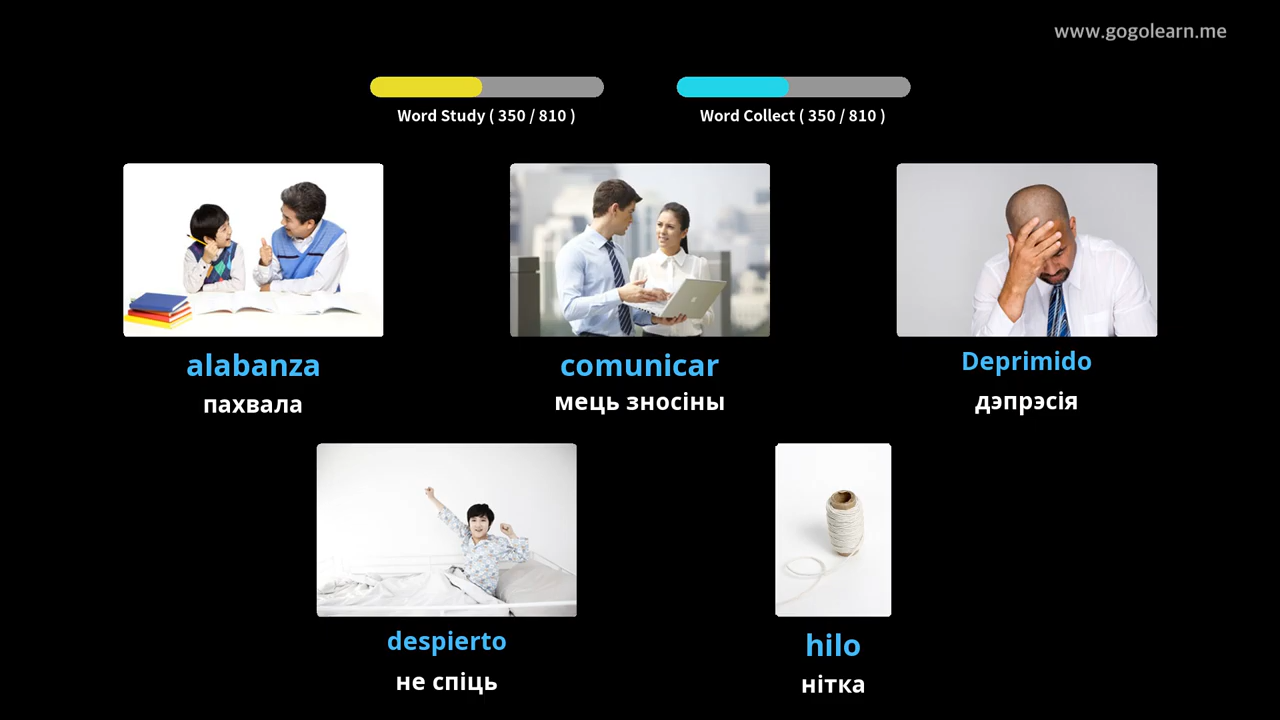 www.gogolearn.me
Word Study ( 350 / 810 )
Word Collect ( 350 / 810 )
alabanza
пахвала
comunicar
мець зносіны
Deprimido
дэпрэсія
despierto
не спіць
hilo
нітка